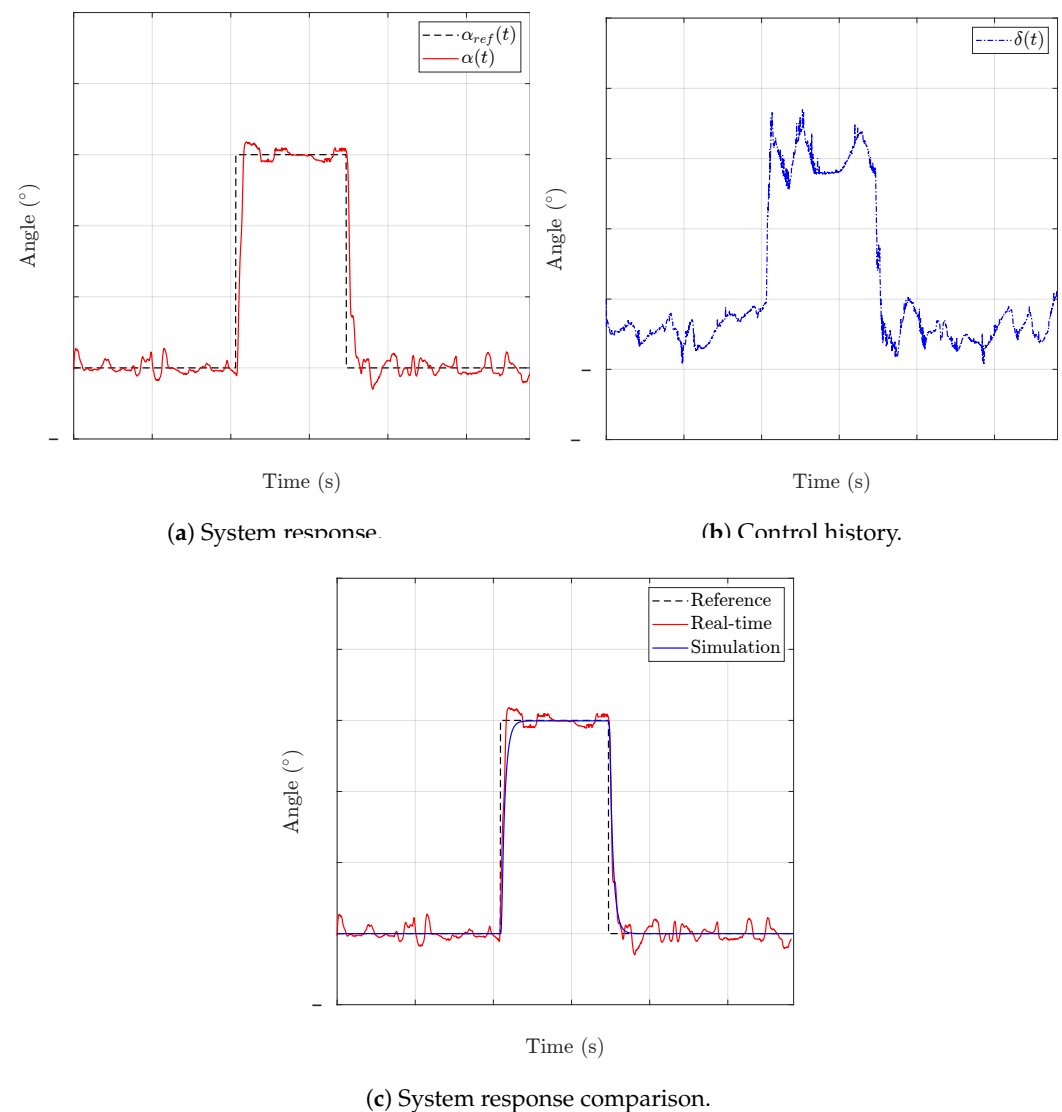 α_ref(t)
α(t)
Angle (°)
Time (s)
(a) System response.
δ(t)
Angle (°)
Time (s)
(b) Control history.
Reference
Real-time
Simulation
Angle (°)
Time (s)
(c) System response comparison.